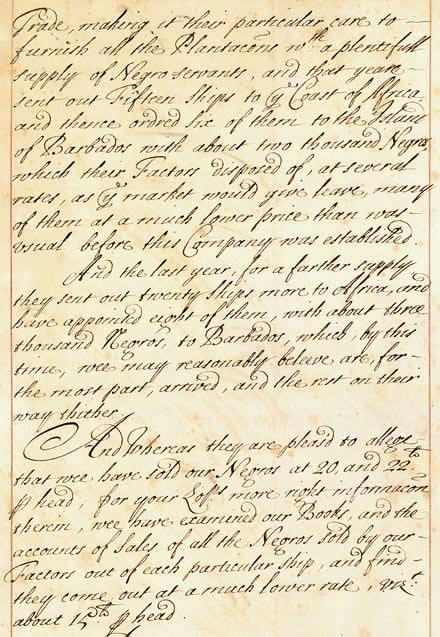 Trade, making it their particular care to
furnish all the Plantacons wth a plentifull
supply of Negro servants, and that yeare
sent out Fifteen ships to ye Coast of Africa,
and thence ordred six of them to the Island
of Barbados with about two thousand Negros,
which their Factors disposed of, at several
rates, as ye market would give leave, many
of them at a much lower price than was
usual before this Company was established.
And the last year, for a farther supply
they sent out twenty ships more to Africa, and
have appointed eight of them, with about three
thousand Negros, to Barbados, which, by this
time, wee may reasonably beleeve are, for
the most part, arrived, and the rest on their
way thither.
And whereas they are pleasd to allege
that wee have sold our Negros at 20 and 22 lb
p head, for your Lopps more right informacon
therein, wee have examined our Books, and the
accounts of sales of all the Negros sold by our
Factors out of each particular ship, and find
they come out at a much lower rate, vizt:
about 15 lb p head.